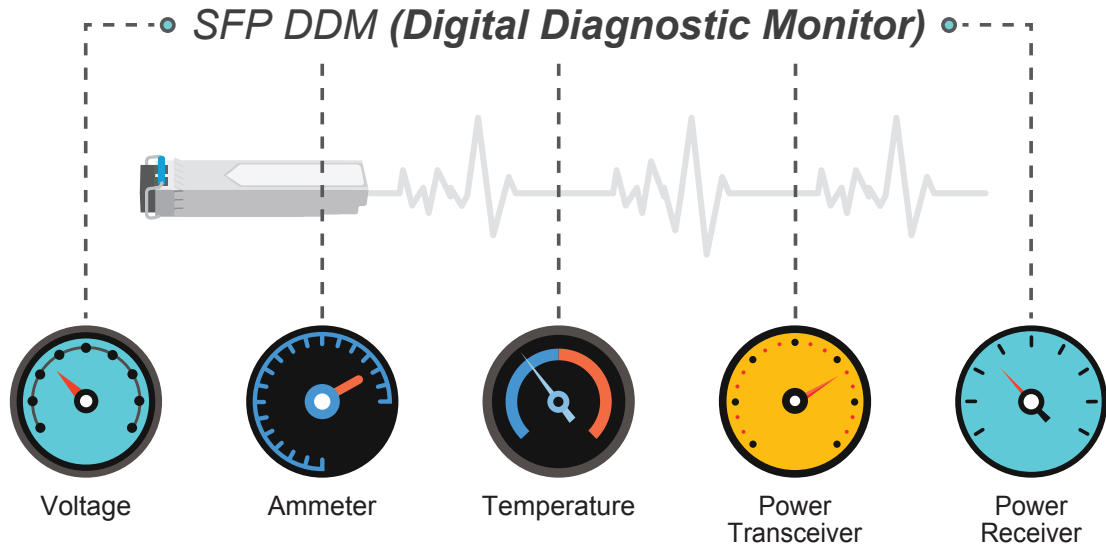 SFP DDM (Digital Diagnostic Monitor)
Voltage
Ammeter
Temperature
Power
Transceiver
Power
Receiver